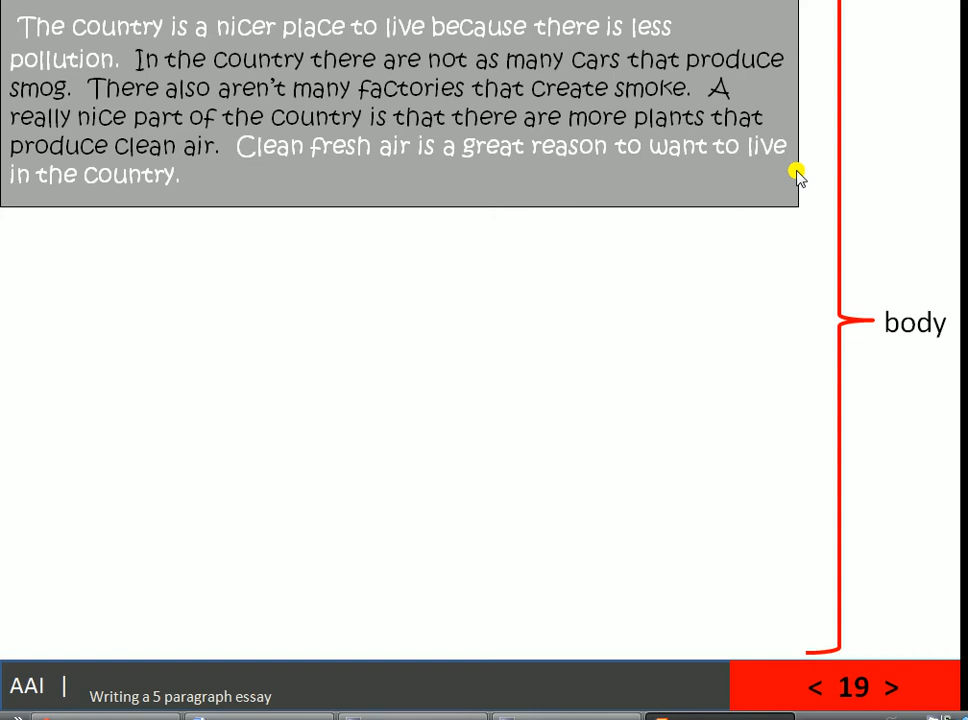 The country is a nicer place to live because there is less
pollution. In the country there are not as many cars that produce
smog. There also aren't many factories that create smoke. A
really nice part of the country is that there are more plants that
produce clean air. Clean fresh air is a great reason to want to live
in the country.
body
AAI |
Writing a 5 paragraph essay
< 19 >